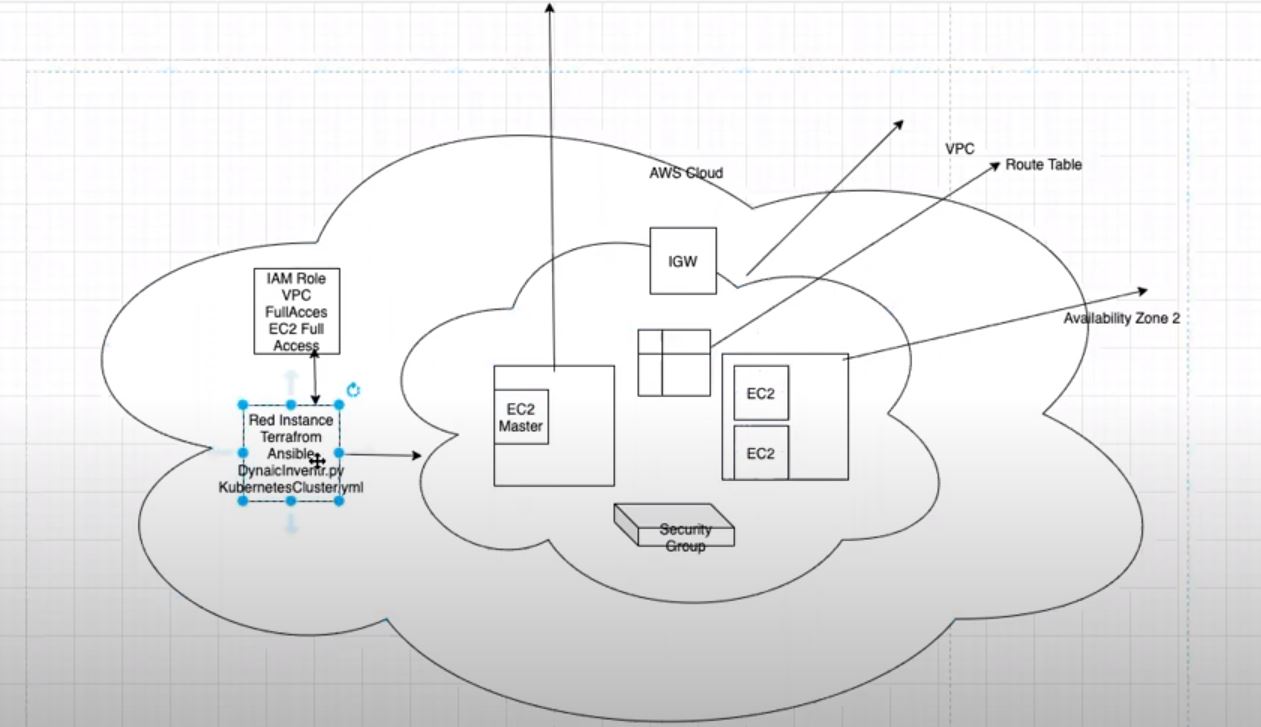 VPC
Route Table
AWS Cloud
IGW
IAM Role
VPC
FullAcces
EC2 Full
Access
Availability Zone 2
EC2
Master
EC2
EC2
Red Instance
Terrafrom
Ansible
DynaicInventr.py
KubernetesCluster.yml
Security
Group